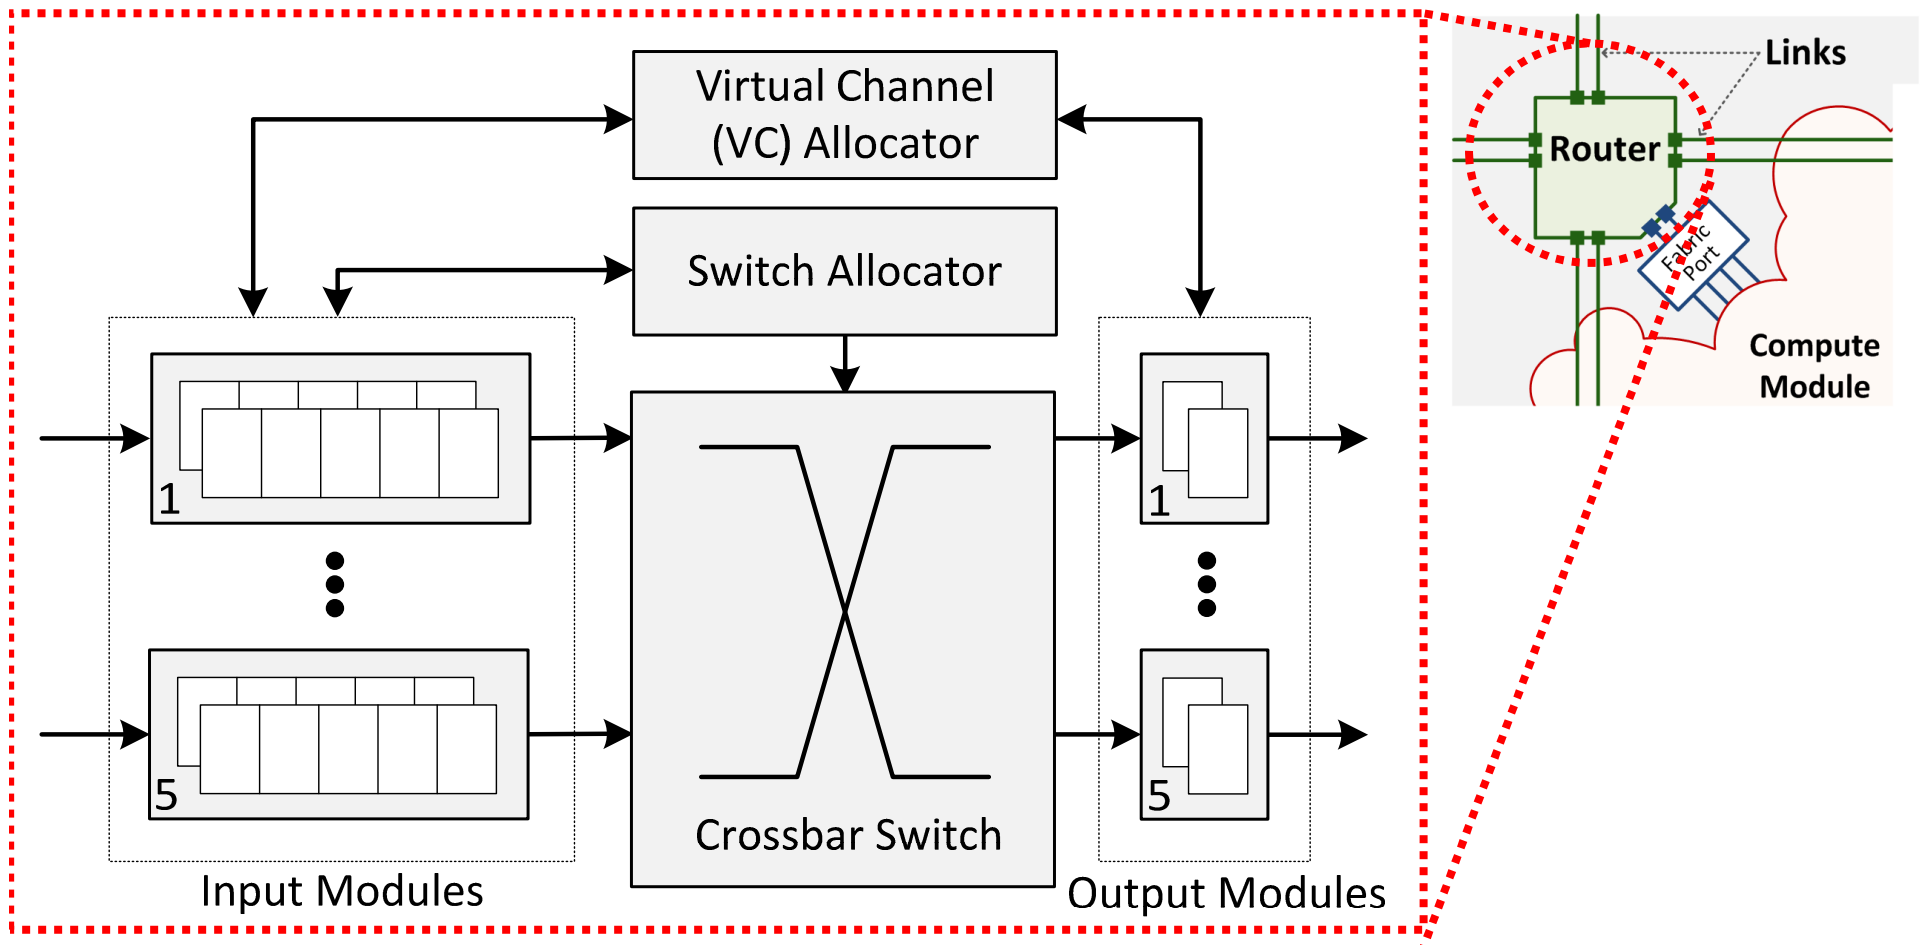 Virtual Channel
(VC) Allocator
Switch Allocator
1
5
Input Modules
Crossbar Switch
1
5
Output Modules
Links
Router
Fabric
Port
Compute
Module